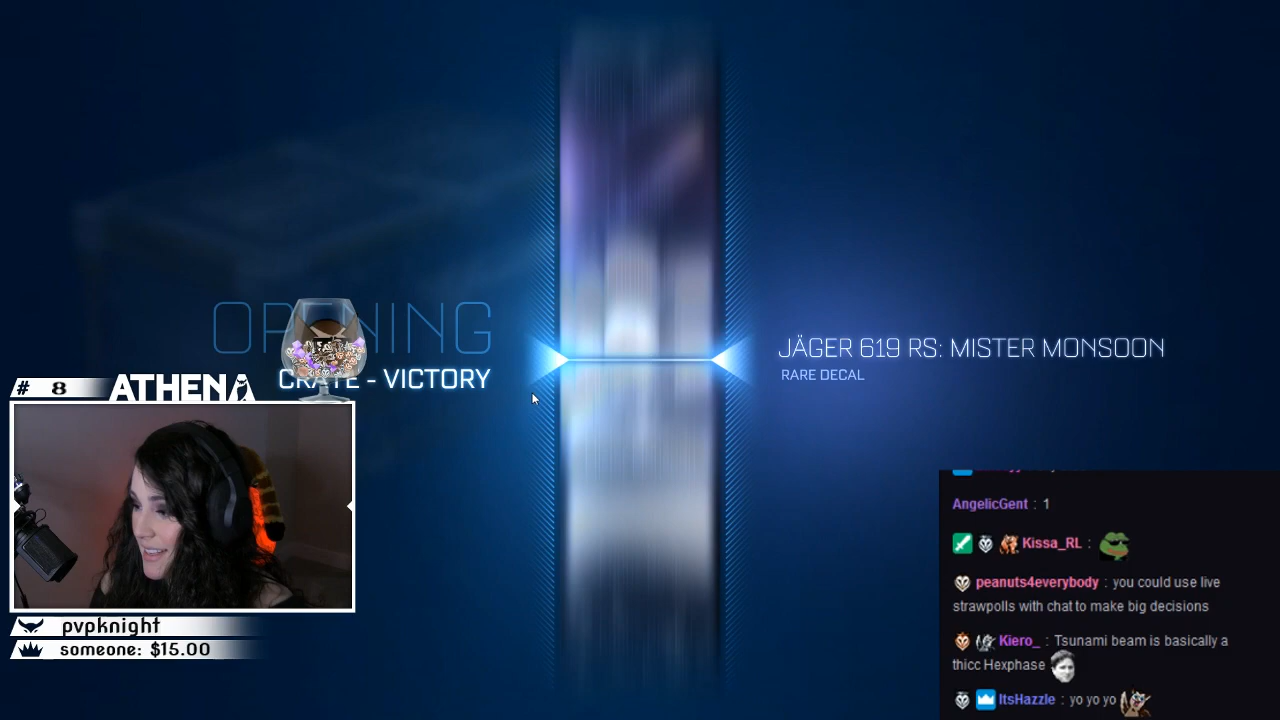 OPENING
CRATE - VICTORY
JÄGER 619 RS: MISTER MONSOON
RARE DECAL
# 8 ATHENA
pvpknight
someone: $15.00
AngelicGent : 1
Kissa_RL :
peanuts4everybody : you could use live
strawpolls with chat to make big decisions
Kiero_ : Tsunami beam is basically a
thicc Hexphase
ItsHazzle : yo yo yo